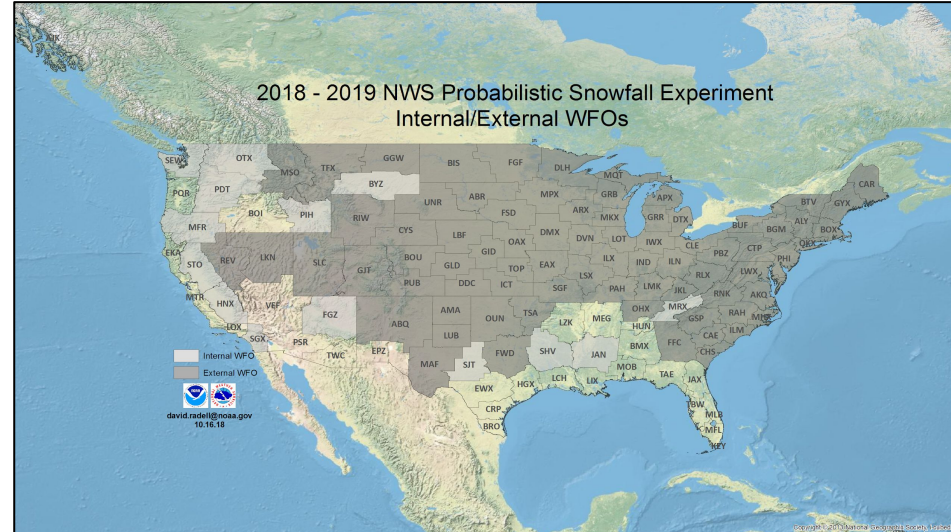 2018 - 2019 NWS Probabilistic Snowfall Experiment
Internal/External WFOs
SEW
OTX
MSO
TFX
GGW
BIS
FGF
DLH
MQT
CAR
PQR
PDT
BYZ
UNR
ABR
MPX
GRB
APX
BTV
GYX
MFR
BOI
PIH
RIW
FSD
ARX
MKX
GRR
DTX
BUF
ALY
BOX
BGM
OKX
EKA
STO
REV
LKN
SLC
CYS
LBF
OAX
DMX
DVN
LOT
IWX
CLE
PBZ
CTP
PHI
GJT
BOU
GLD
GID
TOP
EAX
ILX
IND
ILN
RLX
LWX
MTR
HNX
PUB
DDC
ICT
SGF
LSX
PAH
LMK
JKL
RNK
AKQ
VEF
FGZ
ABQ
AMA
OUN
TSA
LZK
MEG
OHX
MRX
GSP
RAH
LOX
SGX
PSR
TWC
EPZ
LUB
HUN
FFC
CAE
ILM
CHS
MAF
SJT
FWD
SHV
JAN
BMX
Internal WFO
External WFO
EWX
HGX
LCH
LIX
MOB
TAE
JAX
CRP
BRO
TBW
MLB
MFL
KEY
david.radell@noaa.gov
10.16.18